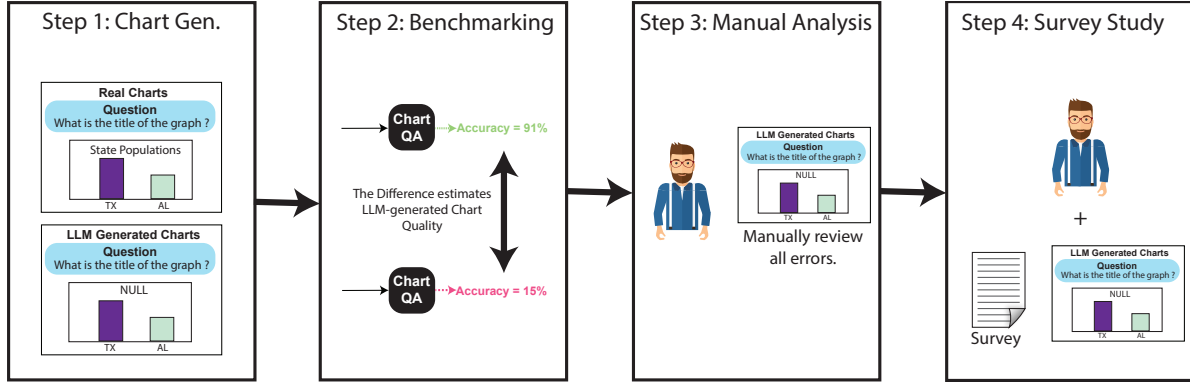 Step 1: Chart Gen.
Real Charts
Question
What is the title of the graph ?
State Populations
TX
AL
LLM Generated Charts
Question
What is the title of the graph ?
NULL
TX
AL
Step 2: Benchmarking
Chart
QA
Accuracy = 91%
The Difference estimates
LLM-generated Chart
Quality
Chart
QA
Accuracy = 15%
Step 3: Manual Analysis
LLM Generated Charts
Question
What is the title of the graph ?
NULL
TX
AL
Manually review
all errors.
Step 4: Survey Study
+
Survey
LLM Generated Charts
Question
What is the title of the graph ?
NULL
TX
AL